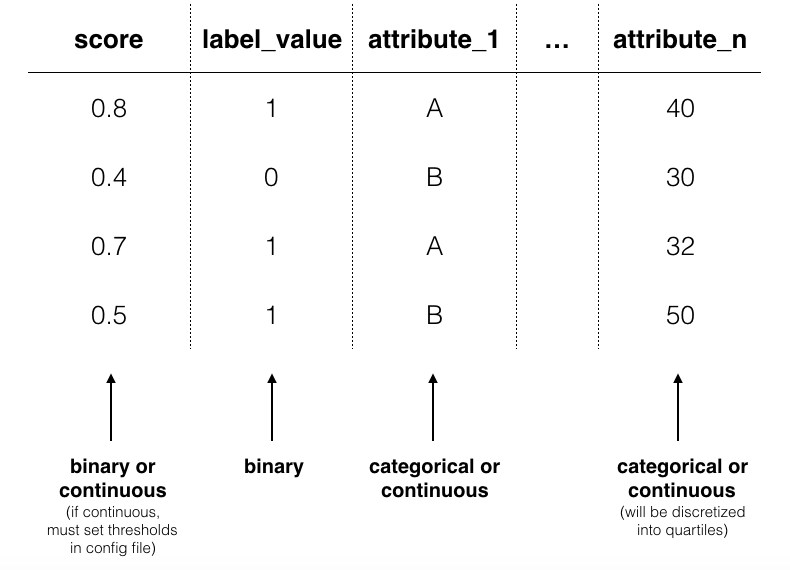 score label_value attribute_1 ... attribute_n
0.8 1 A 40
0.4 0 B 30
0.7 1 A 32
0.5 1 B 50
binary or continuous
(if continuous,
must set thresholds
in config file)
binary
categorical or
continuous
categorical or
continuous
(will be discretized
into quartiles)